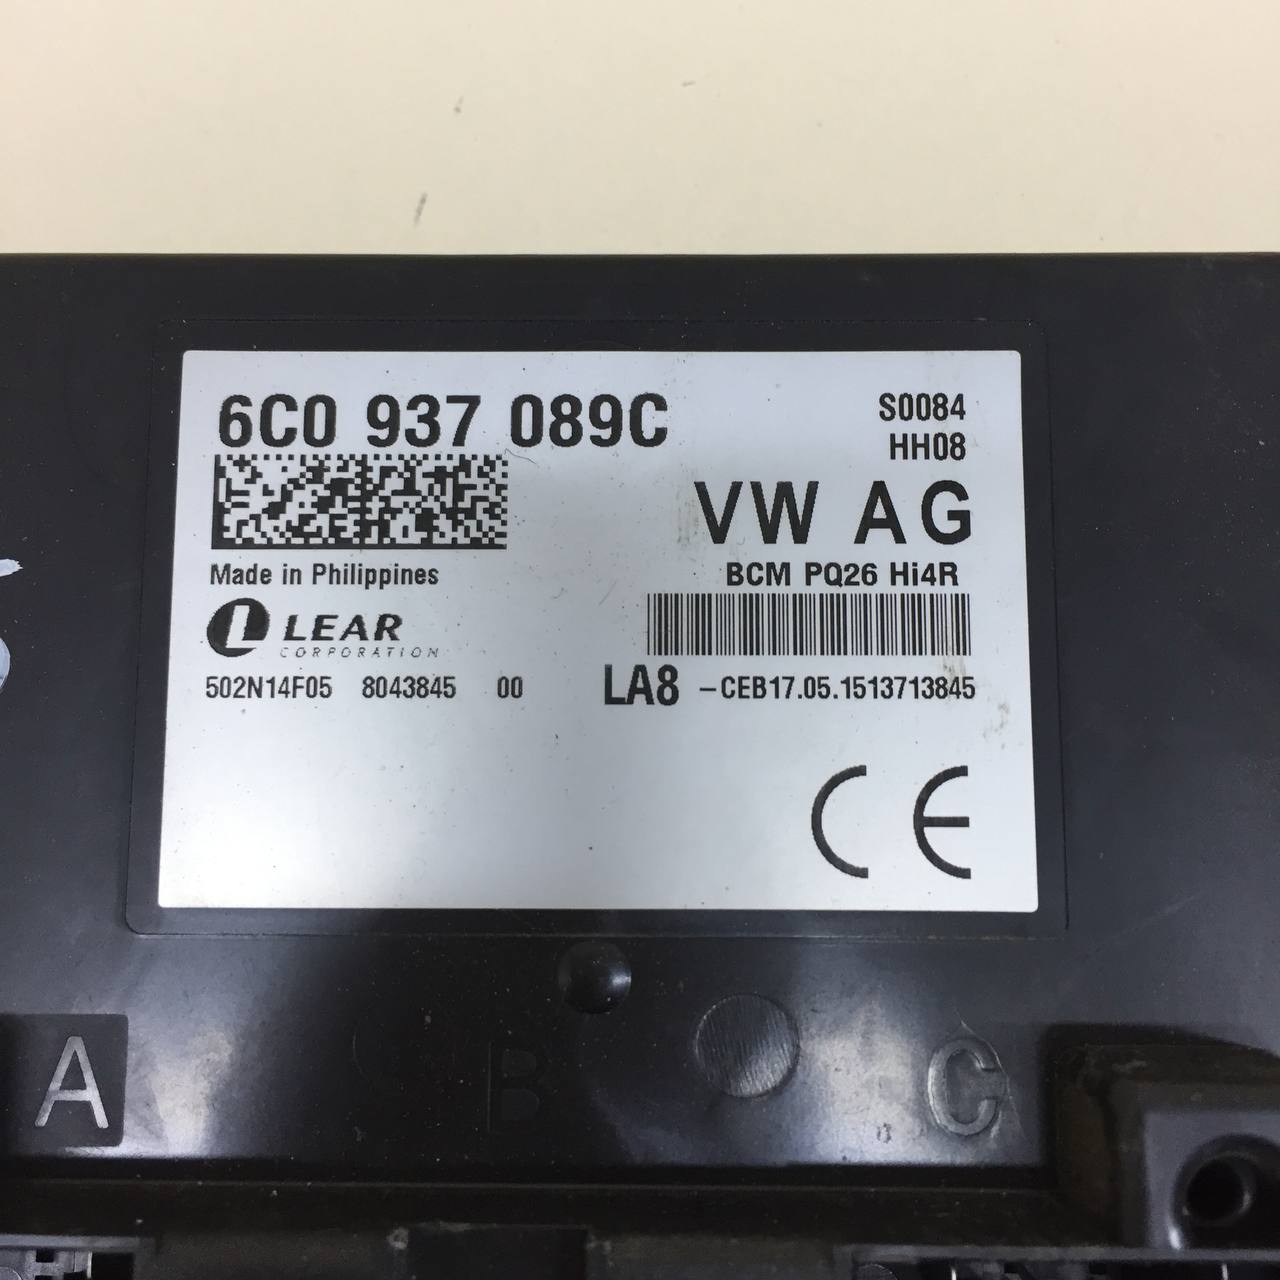 6C0 937 089C
S0084
HH08
VW AG
Made in Philippines
BCM PQ26 Hi4R
LEAR
CORPORATION
502N14F05 8043845 00
LA8 -CEB17.05.1513713845
CE
A B C